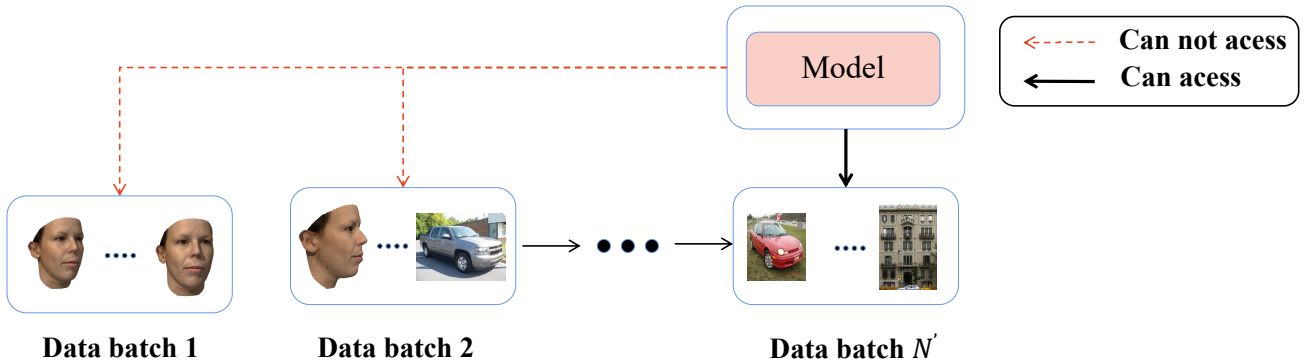 Model
Can not acess
Can acess
Data batch 1
Data batch 2
Data batch N'